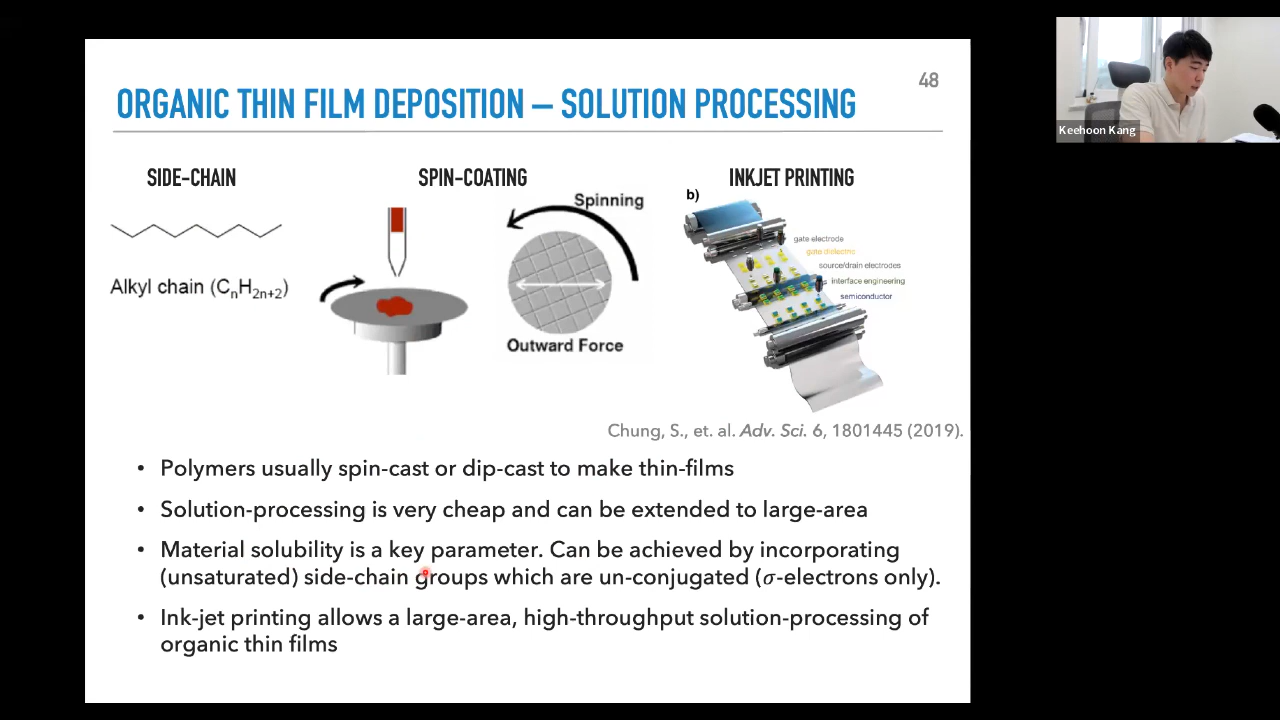 48
ORGANIC THIN FILM DEPOSITION – SOLUTION PROCESSING
Keehoon Kang
SIDE-CHAIN
SPIN-COATING
INKJET PRINTING
b)
Spinning
gate electrode
gate dielectric
source/drain electrodes
interface engineering
semiconductor
Alkyl chain (CnH2n+2)
Outward Force
Chung, S., et. al. Adv. Sci. 6, 1801445 (2019).
• Polymers usually spin-cast or dip-cast to make thin-films
• Solution-processing is very cheap and can be extended to large-area
• Material solubility is a key parameter. Can be achieved by incorporating
(unsaturated) side-chain groups which are un-conjugated (σ-electrons only).
• Ink-jet printing allows a large-area, high-throughput solution-processing of
organic thin films